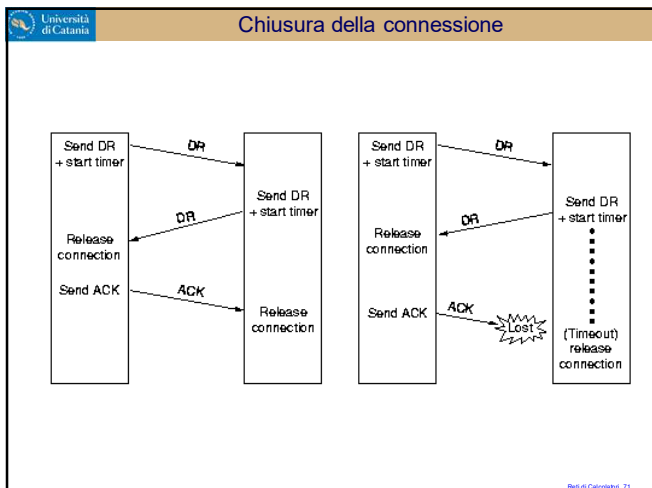 Università
di Catania
Chiusura della connessione
Send DR
+ start timer
DR
Send DR
+ start timer
DR
Release
connection
Send ACK
ACK
Release
connection
Send DR
+ start timer
DR
Send DR
+ start timer
DR
Release
connection
Send ACK
ACK
Lost
(Timeout)
release
connection
Reti di Calcolatori 71